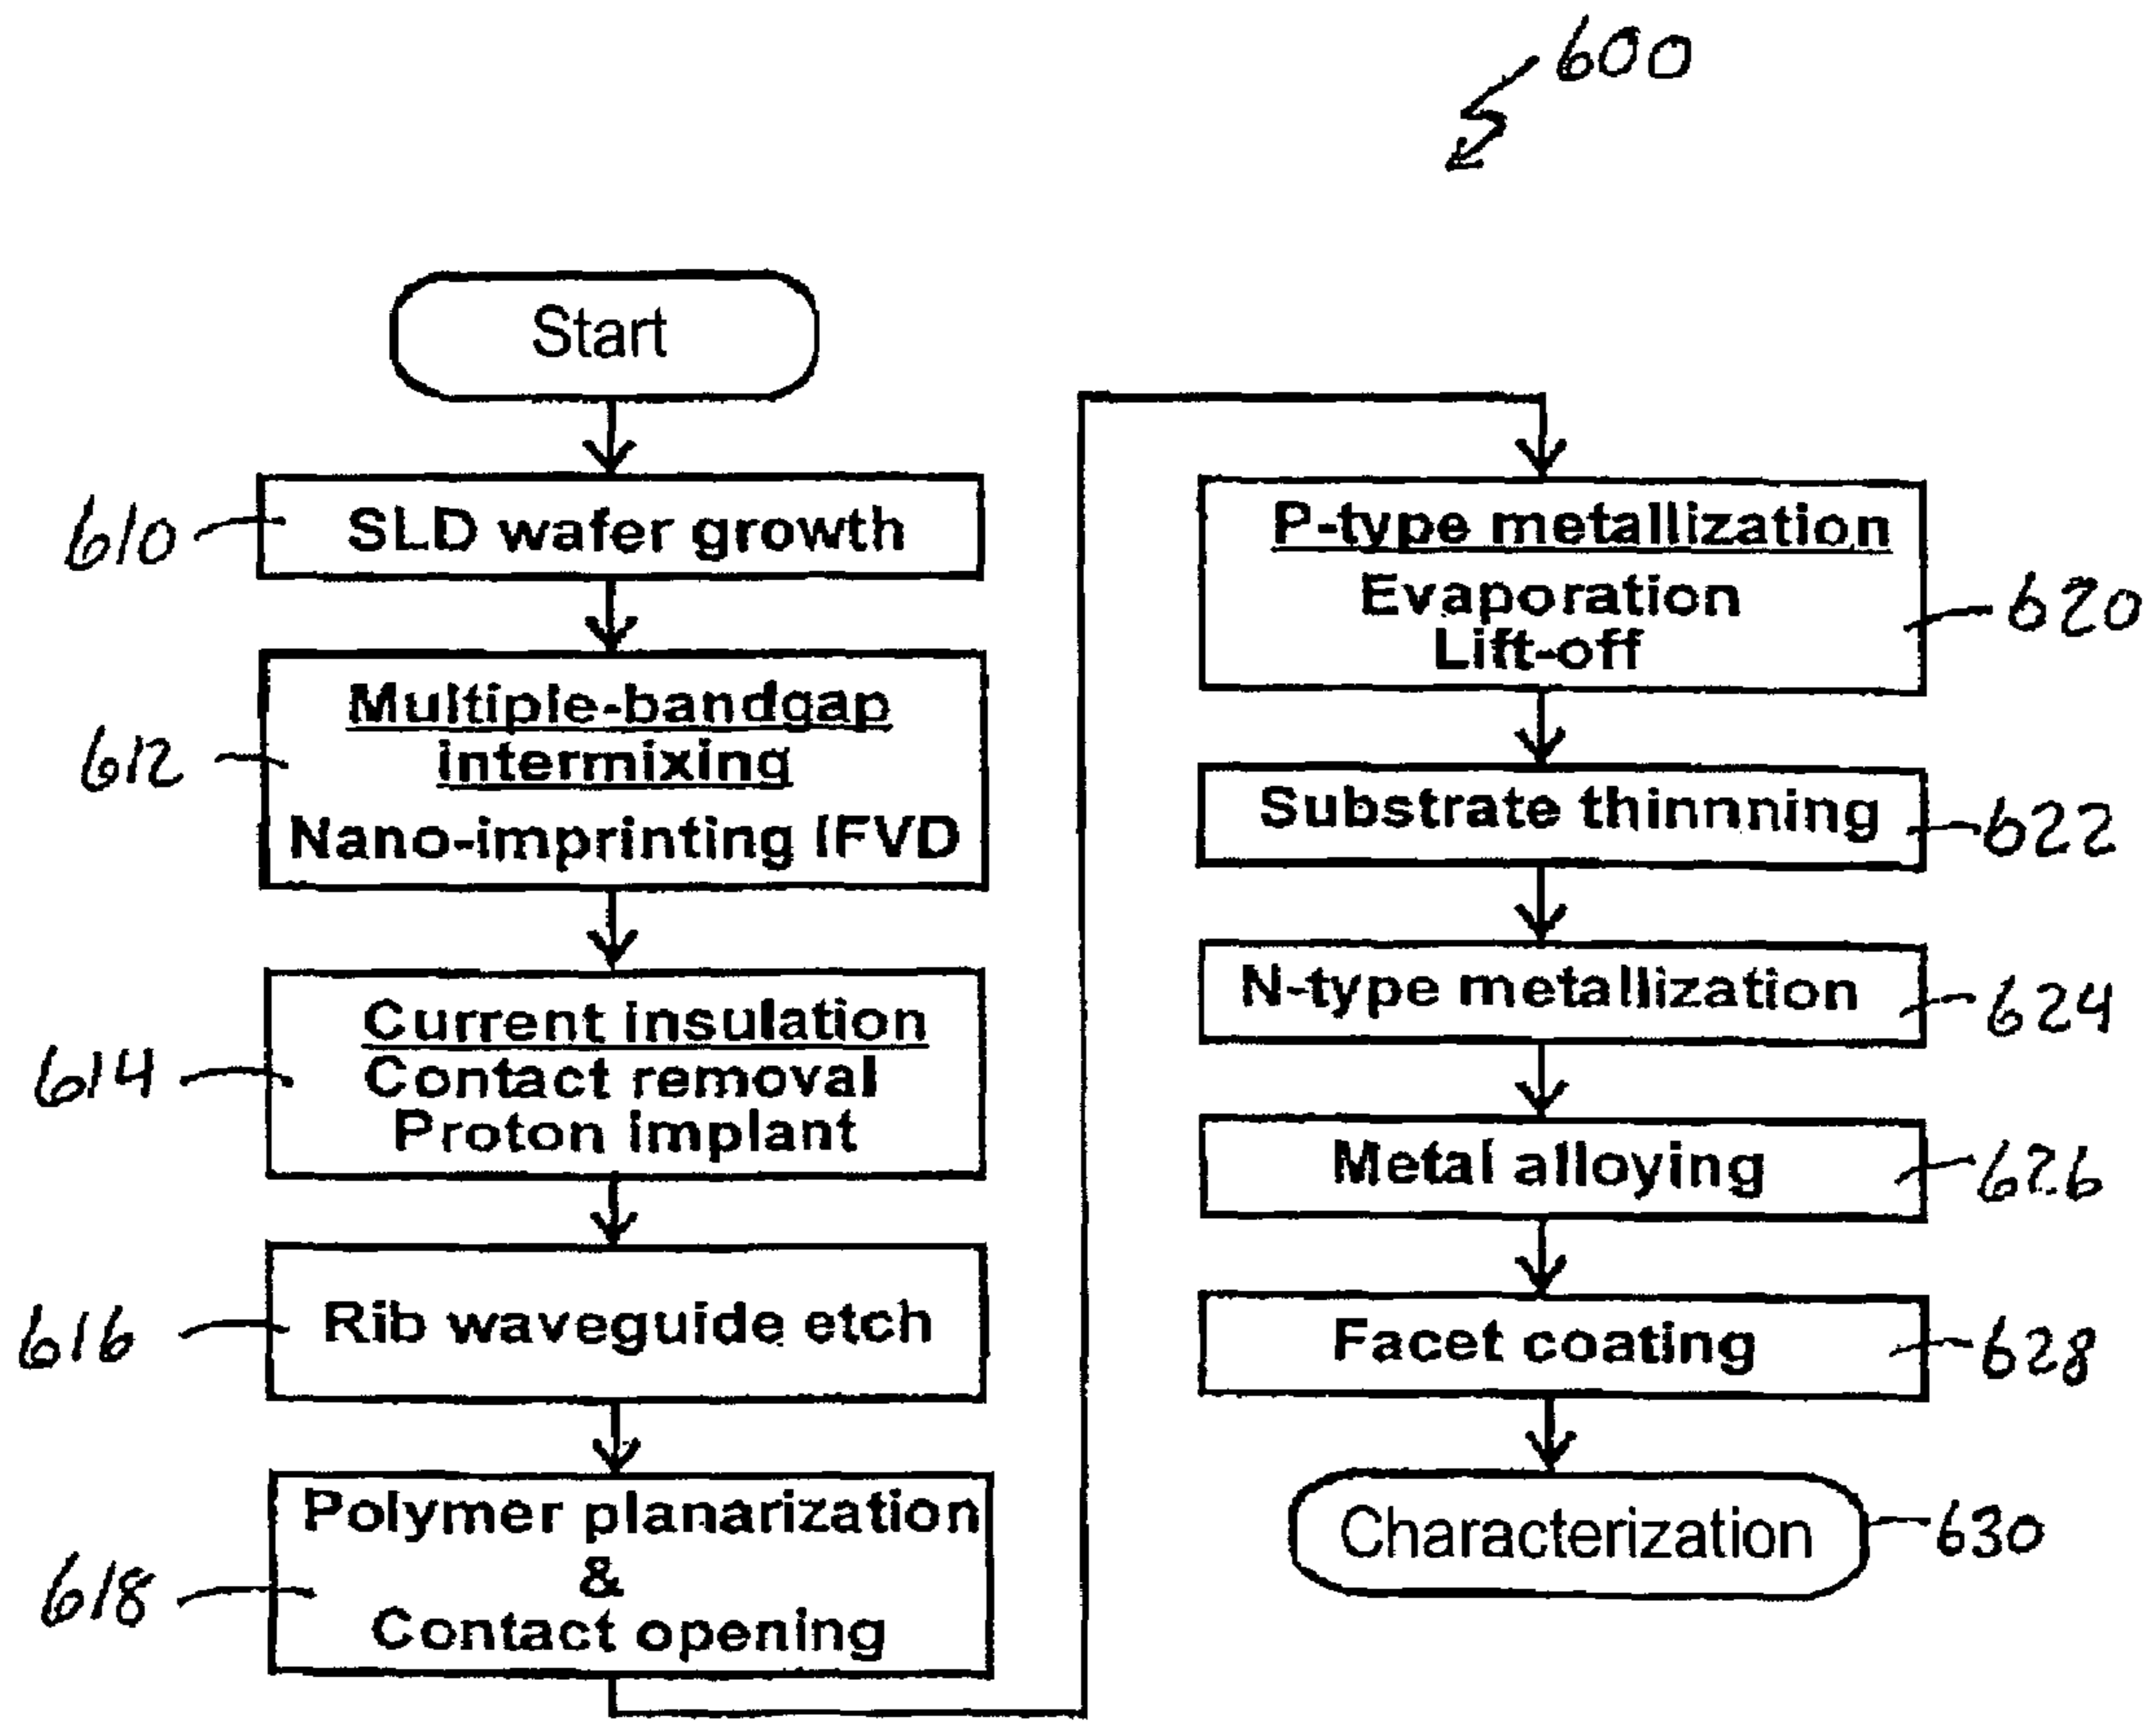 600
Start
610
SLD wafer growth
612
Multiple-bandgap
intermixing
Nano-imprinting IFVD
614
Current insulation
Contact removal
Proton implant
616
Rib waveguide etch
618
Polymer planarization
&
Contact opening
P-type metallization
Evaporation
Lift-off
620
Substrate thinnning
622
N-type metallization
624
Metal alloying
626
Facet coating
628
Characterization
630